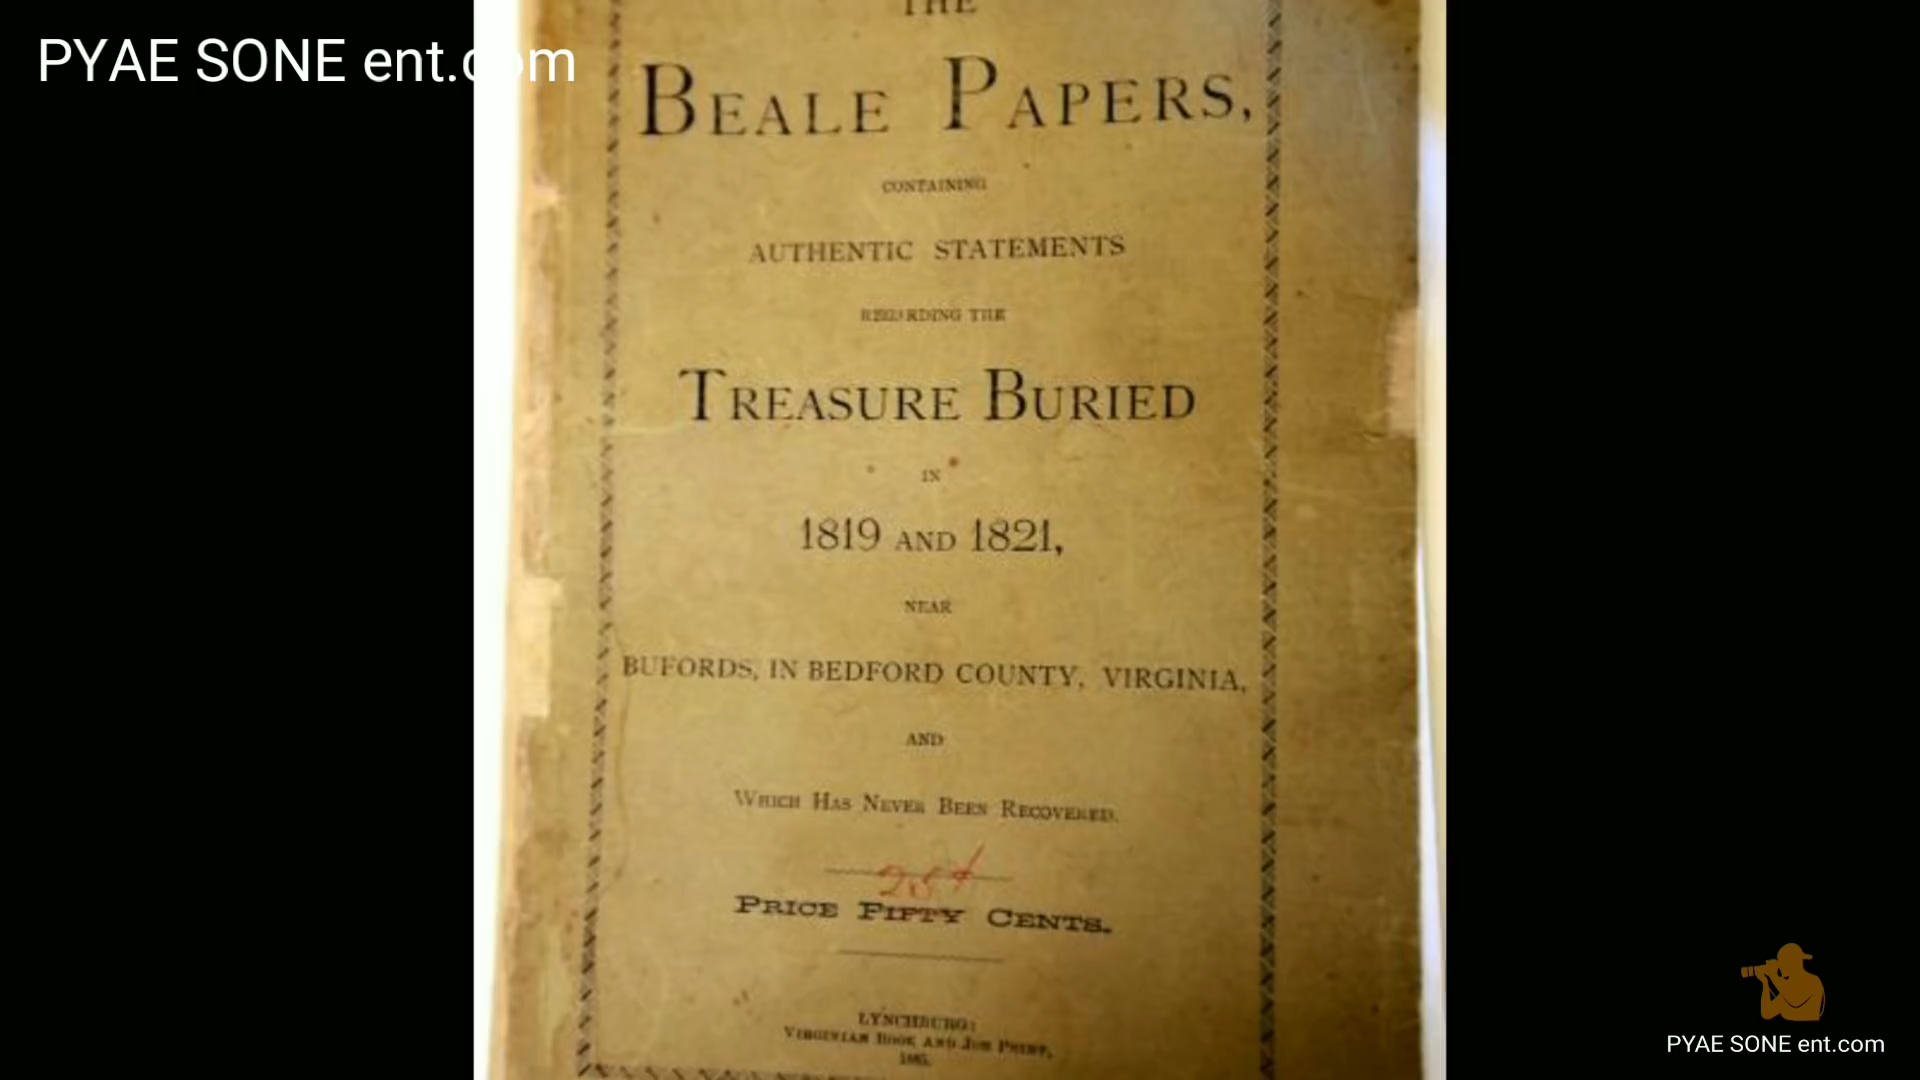 PYAE SONE ent.com
THE
BEALE PAPERS,
CONTAINING
AUTHENTIC STATEMENTS
REGARDING THE
TREASURE BURIED
IN
1819 AND 1821,
NEAR
BUFORDS, IN BEDFORD COUNTY, VIRGINIA,
AND
WHICH HAS NEVER BEEN RECOVERED.
25¢
PRICE FIFTY CENTS.
LYNCHBURG:
VIRGINIAN BOOK AND JOB PRINT,
1885.
PYAE SONE ent.com